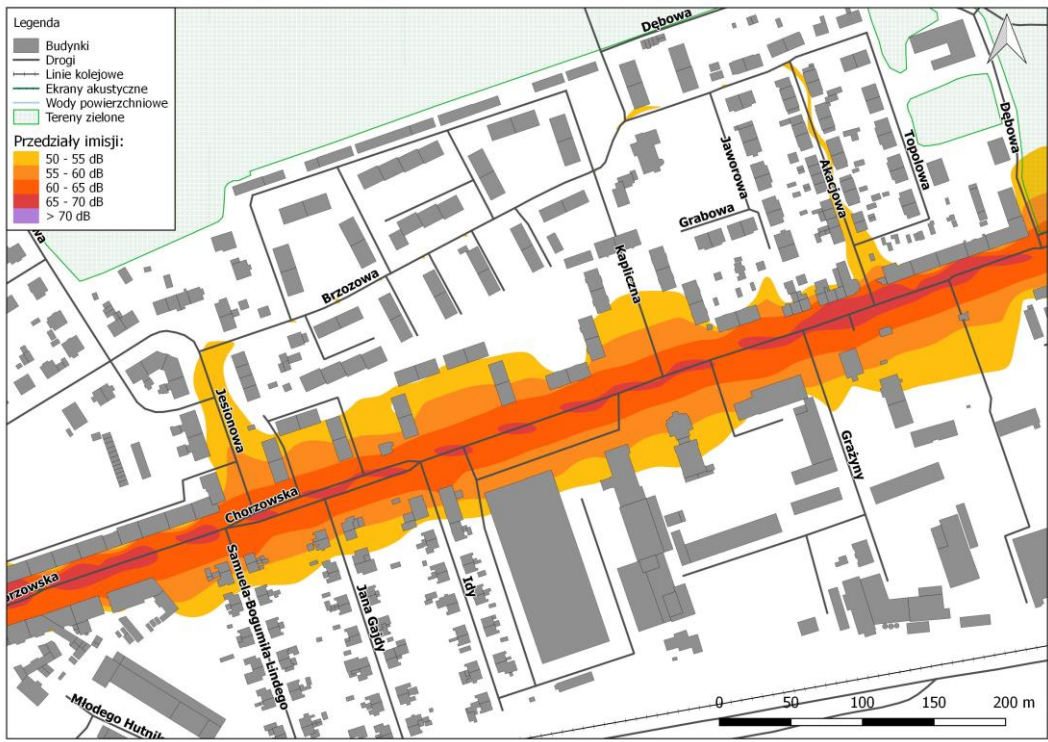 Legenda
Budynki
Drogi
Linie kolejowe
Ekrany akustyczne
Wody powierzchniowe
Tereny zielone
Przedziały imisji:
50 - 55 dB
55 - 60 dB
60 - 65 dB
65 - 70 dB
> 70 dB
Dębowa
Dębowa
Topolowa
Jaworowa
Akacjowa
Grabowa
wa
Kapliczna
Brzozowa
Jesionowa
Chorzowska
Grażyny
orzowska
Samuela Bogumiła Lindego
Jana Gajdy
Idy
Młodego Hutnik
0 50 100 150 200 m